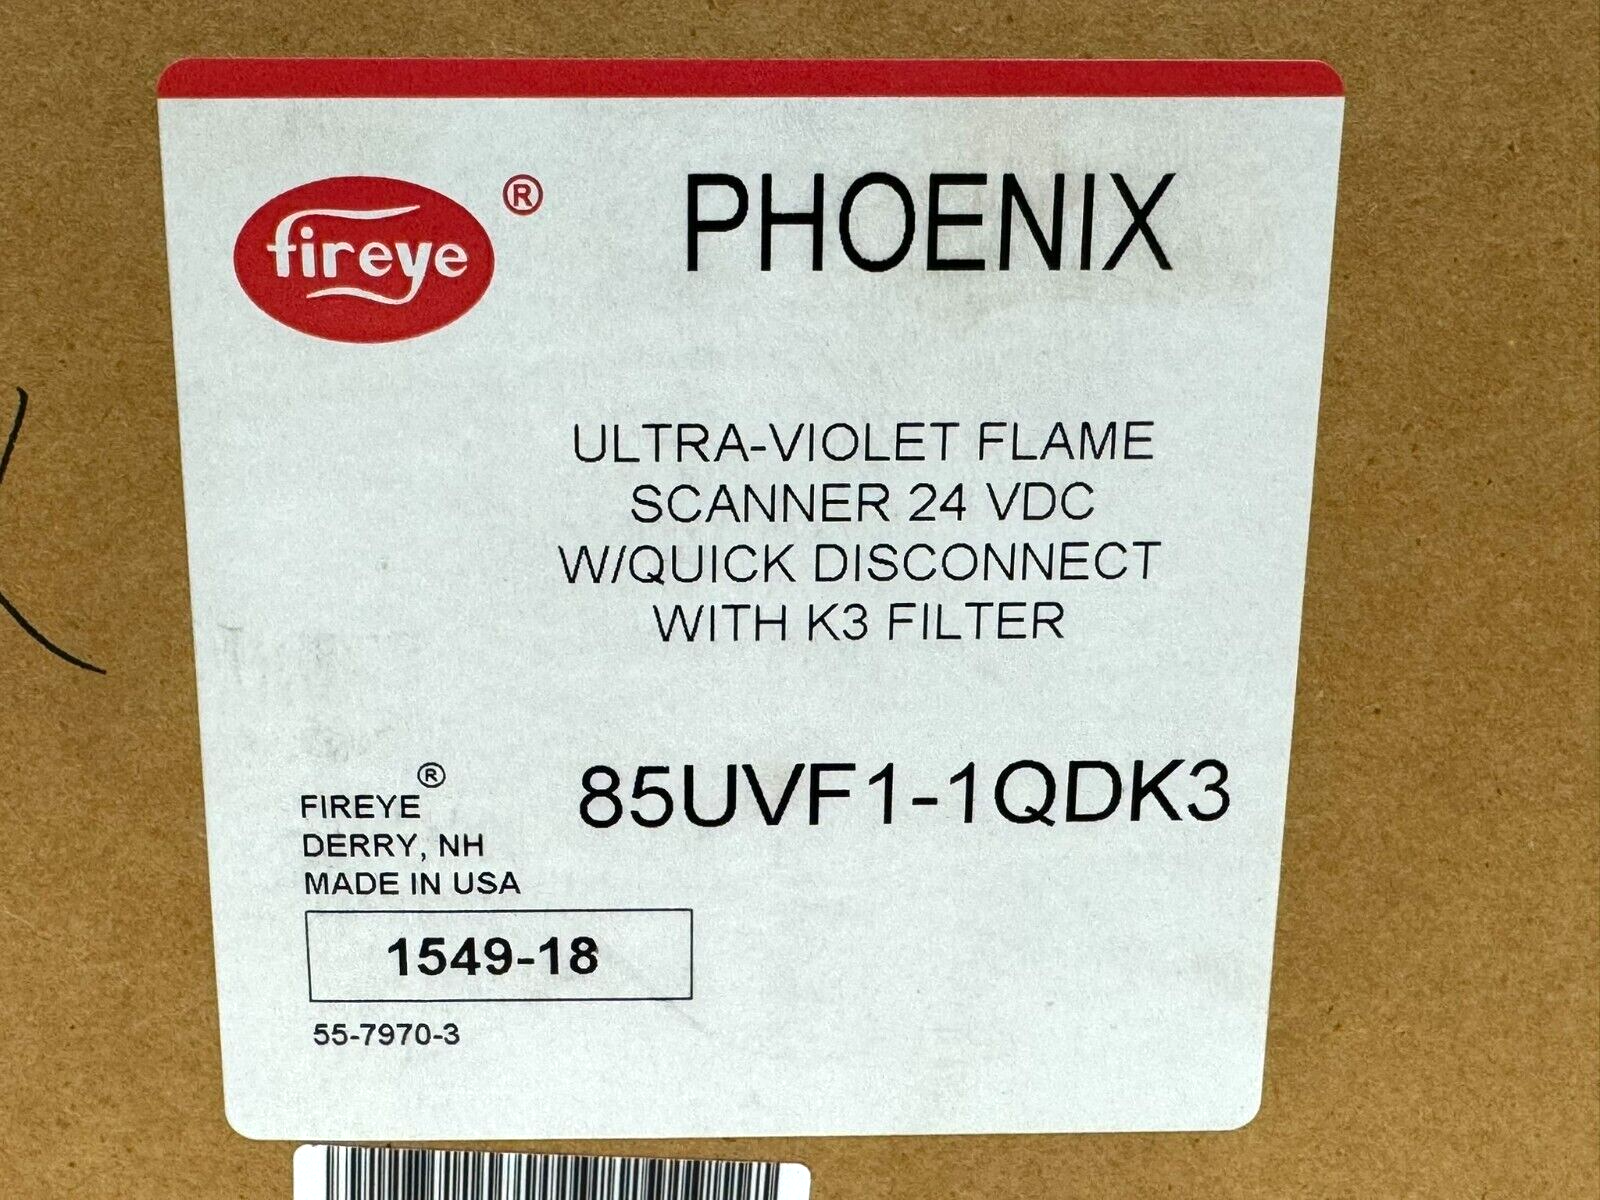 fireye ®
PHOENIX
ULTRA-VIOLET FLAME
SCANNER 24 VDC
W/QUICK DISCONNECT
WITH K3 FILTER
85UVF1-1QDK3
FIREYE®
DERRY, NH
MADE IN USA
1549-18
55-7970-3